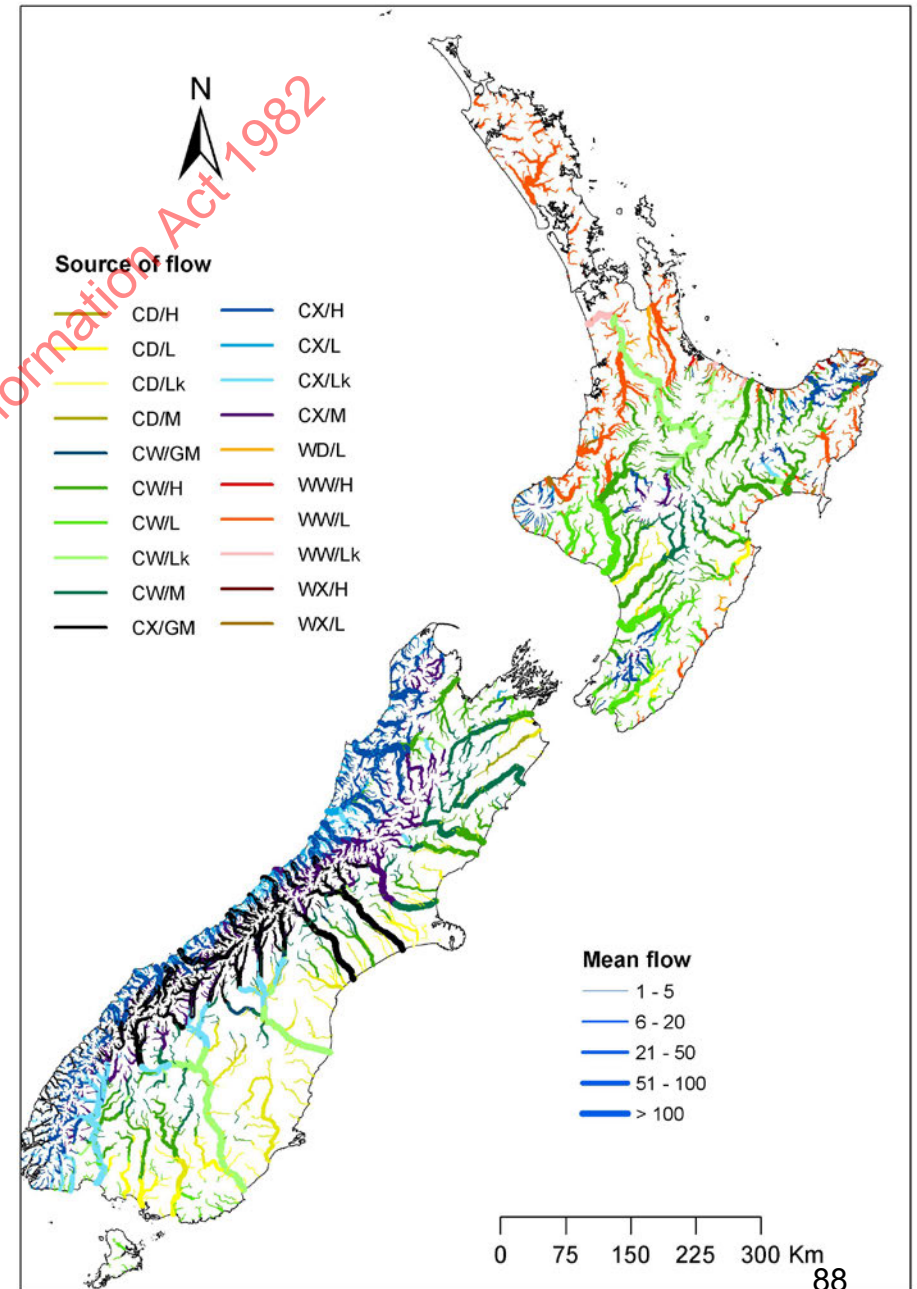 N
ormation Act 1982
Source of flow
CD/H
CD/L
CD/Lk
CD/M
CW/GM
CW/H
CW/L
CW/Lk
CW/M
CX/GM
CX/H
CX/L
CX/Lk
CX/M
WD/L
WW/H
WW/L
WW/Lk
WX/H
WX/L
Mean flow
1 - 5
6 - 20
21 - 50
51 - 100
> 100
0 75 150 225 300 Km
88